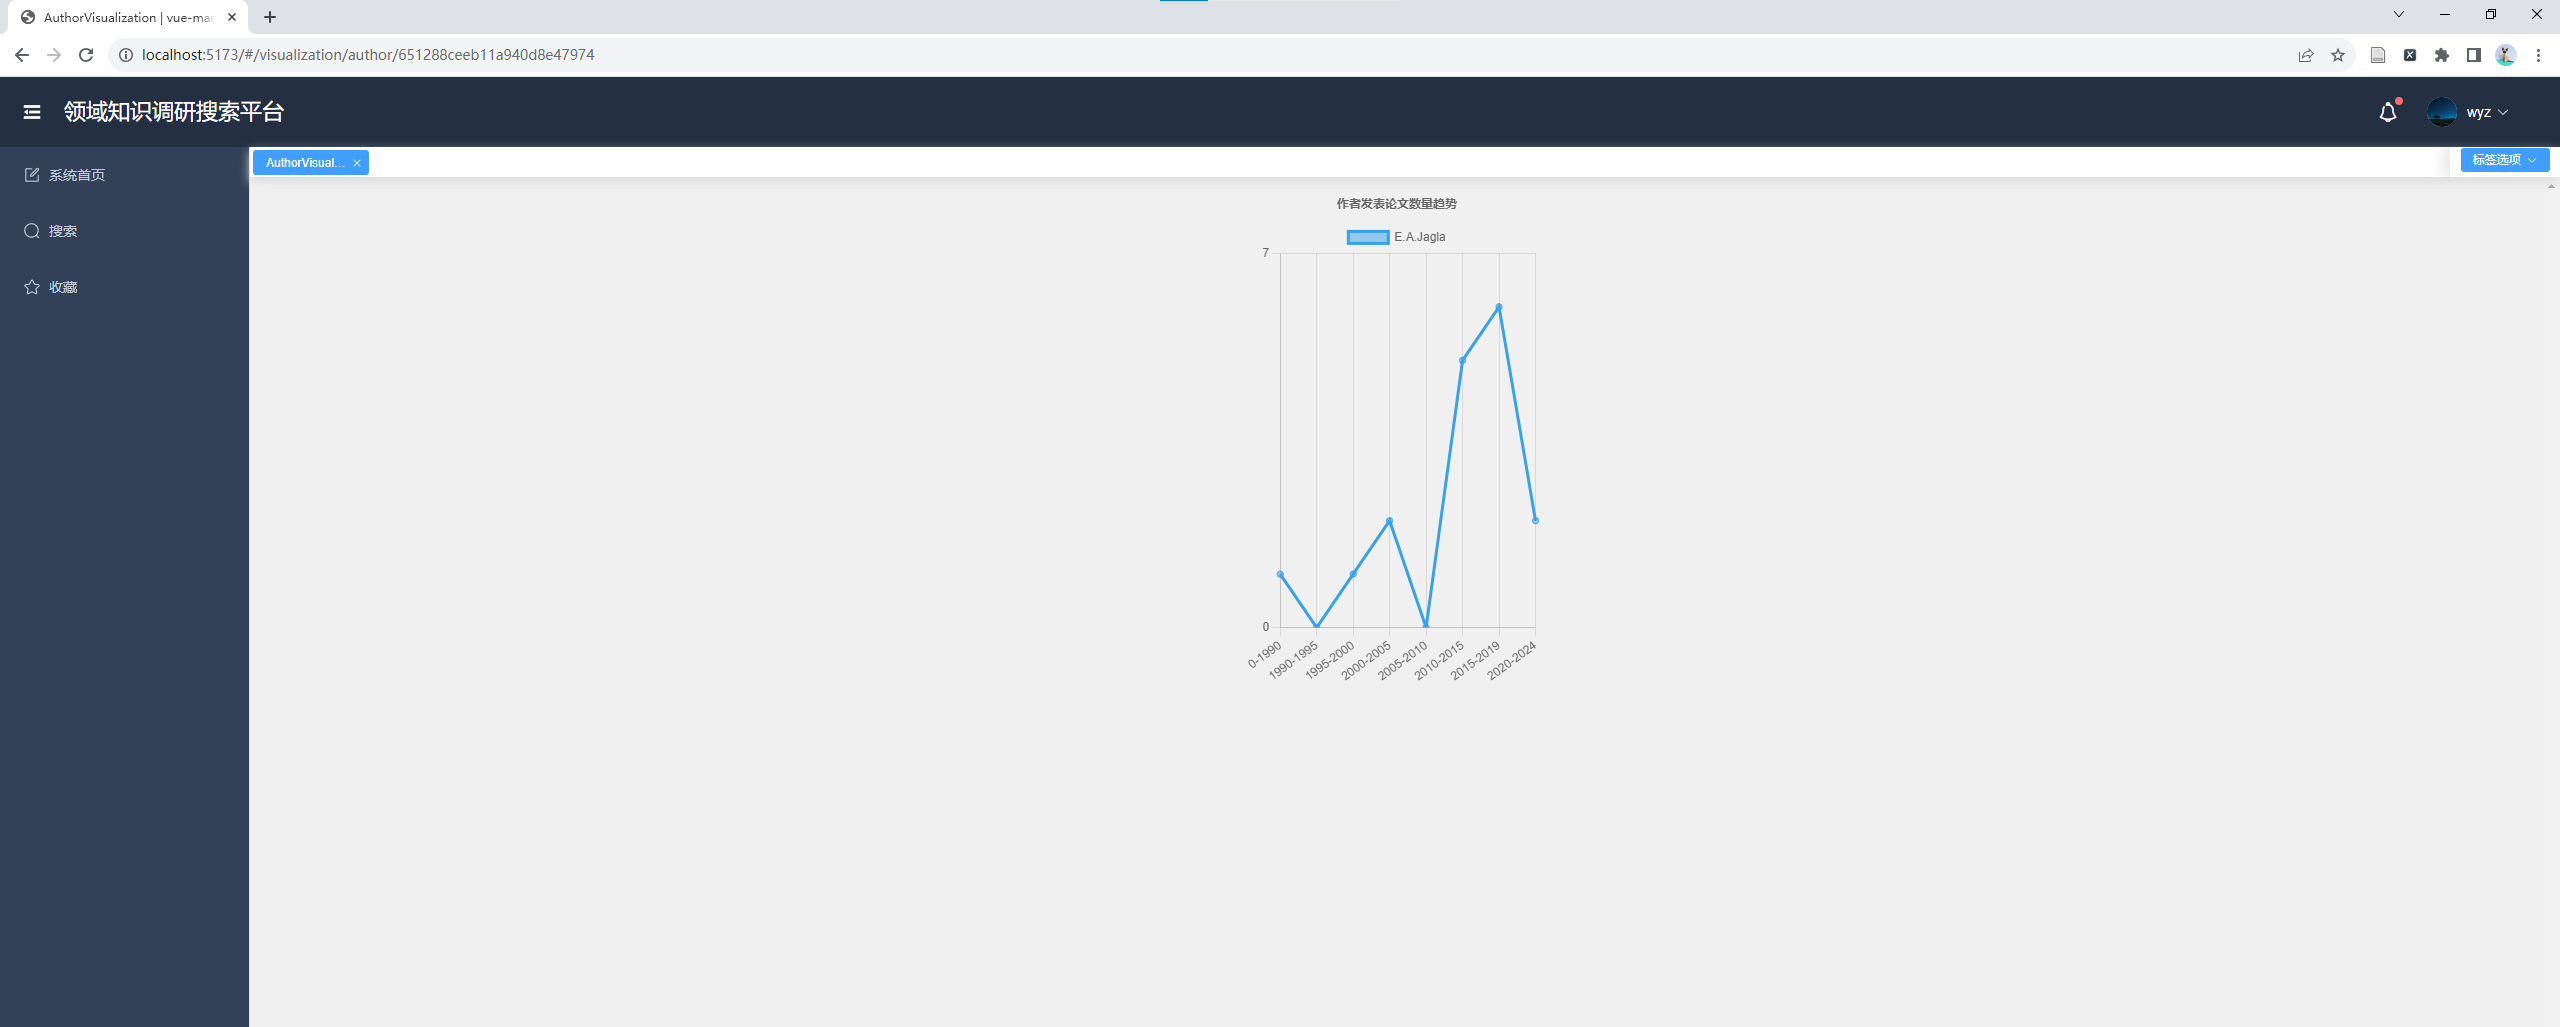 AuthorVisualization | vue-mar
localhost:5173/#/visualization/author/651288ceeb11a940d8e47974
领域知识调研搜索平台
wyz
系统首页
搜索
收藏
AuthorVisual...
标签选项
作者发表论文数量趋势
E.A.Jagla
7
0
0-1990
1990-1995
1995-2000
2000-2005
2005-2010
2010-2015
2015-2019
2020-2024